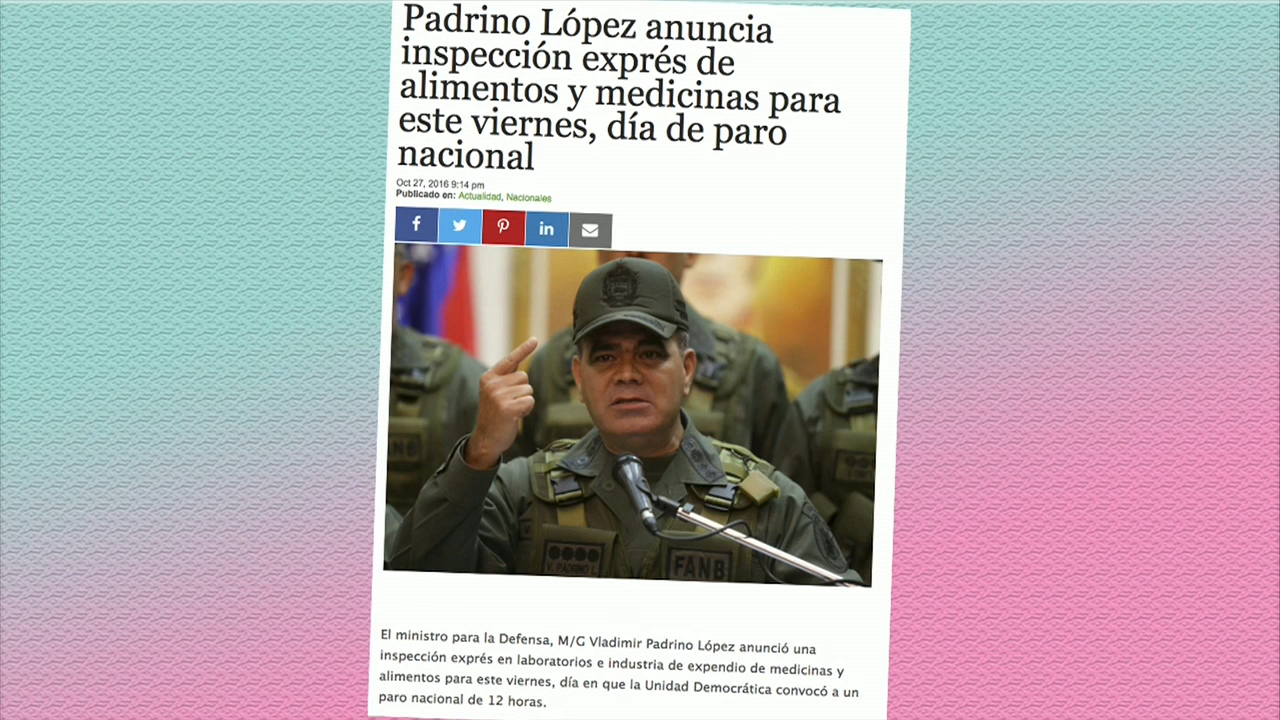 Padrino López anuncia
inspección exprés de
alimentos y medicinas para
este viernes, día de paro
nacional
Oct 27, 2016 9:14 pm
Publicado en: Actualidad, Nacionales
V. PADRINO L.
FANB
El ministro para la Defensa, M/G Vladimir Padrino López anunció una
inspección exprés en laboratorios e industria de expendio de medicinas y
alimentos para este viernes, día en que la Unidad Democrática convocó a un
paro nacional de 12 horas.